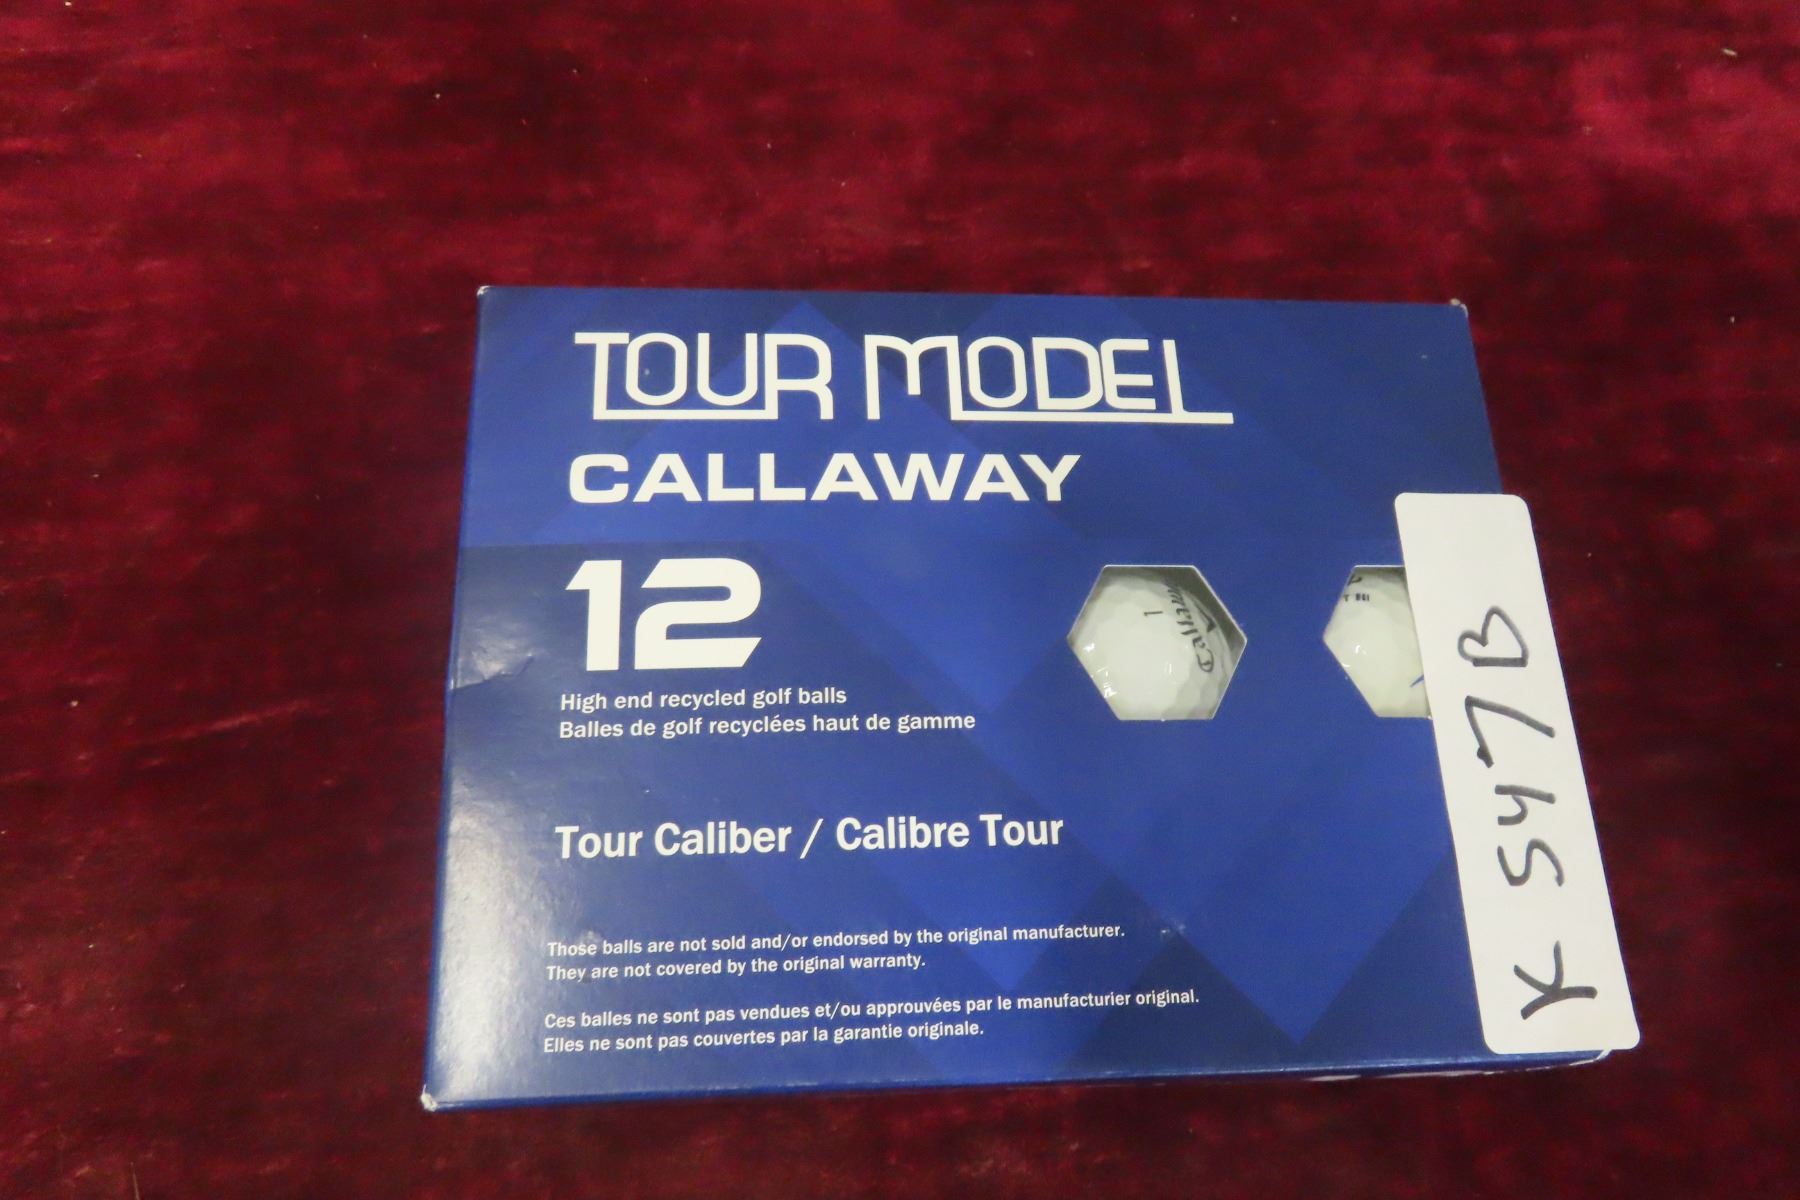 TOUR MODEL
CALLAWAY
12
High end recycled golf balls
Balles de golf recyclées haut de gamme
Tour Caliber / Calibre Tour
Those balls are not sold and/or endorsed by the original manufacturer.
They are not covered by the original warranty.
Ces balles ne sont pas vendues et/ou approuvées par le manufacturier original.
Elles ne sont pas couvertes par la garantie originale.
1
Callaway
K S47B